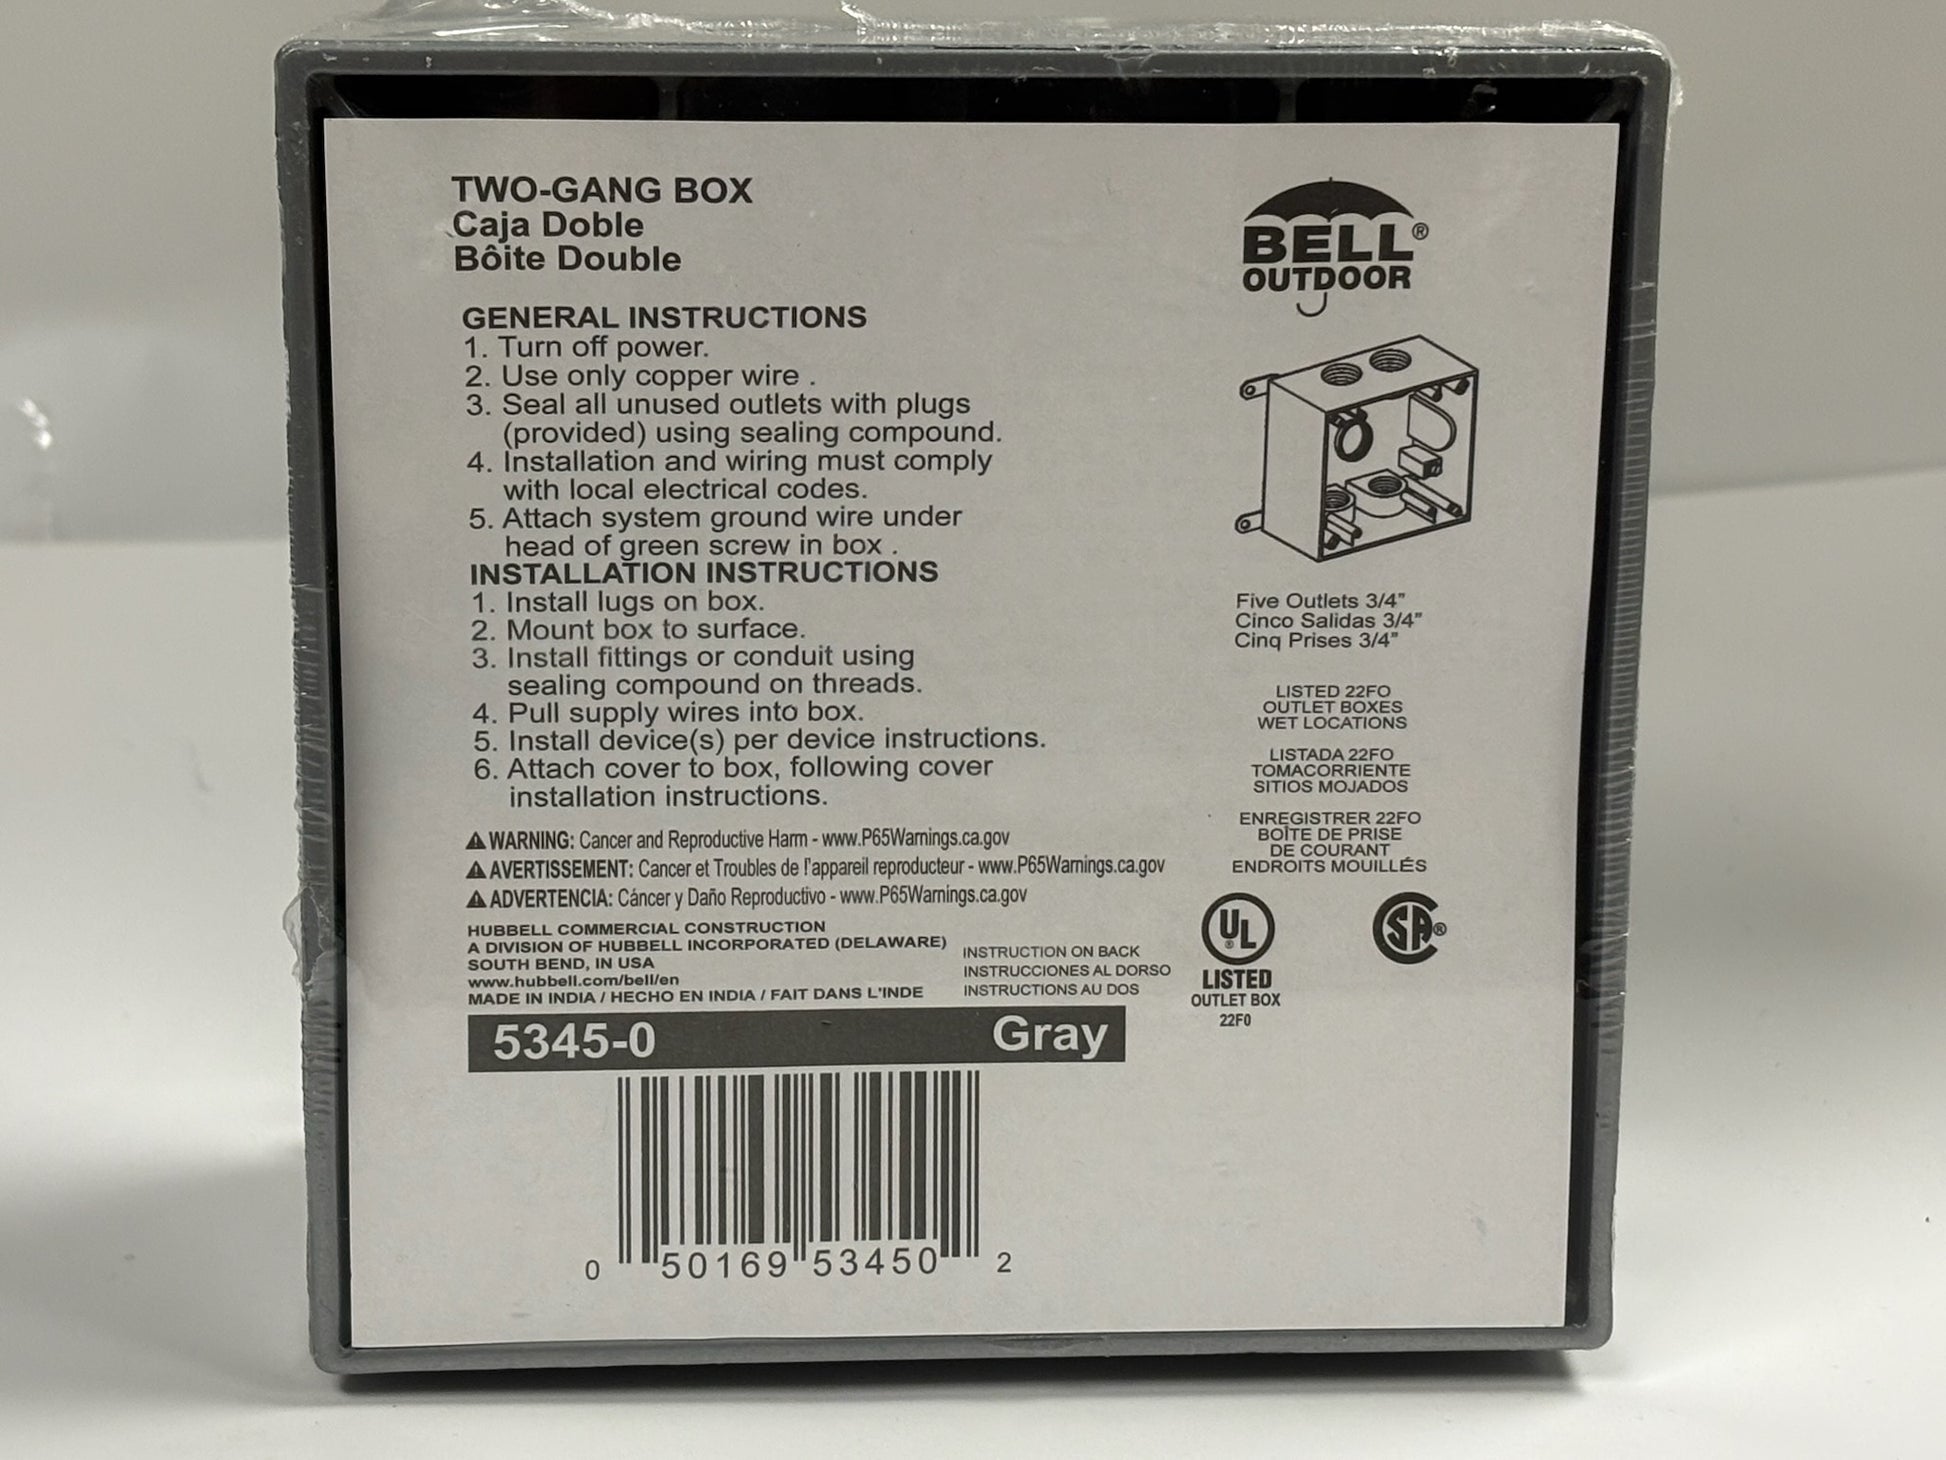 TWO-GANG BOX
Caja Doble
Bôite Double
GENERAL INSTRUCTIONS
1. Turn off power.
2. Use only copper wire .
3. Seal all unused outlets with plugs
(provided) using sealing compound.
4. Installation and wiring must comply
with local electrical codes.
5. Attach system ground wire under
head of green screw in box .
INSTALLATION INSTRUCTIONS
1. Install lugs on box.
2. Mount box to surface.
3. Install fittings or conduit using
sealing compound on threads.
4. Pull supply wires into box.
5. Install device(s) per device instructions.
6. Attach cover to box, following cover
installation instructions.
⚠ WARNING: Cancer and Reproductive Harm - www.P65Warnings.ca.gov
⚠ AVERTISSEMENT: Cancer et Troubles de l'appareil reproducteur - www.P65Warnings.ca.gov
⚠ ADVERTENCIA: Cáncer y Daño Reproductivo - www.P65Warnings.ca.gov
HUBBELL COMMERCIAL CONSTRUCTION
A DIVISION OF HUBBELL INCORPORATED (DELAWARE)
SOUTH BEND, IN USA
www.hubbell.com/bell/en
MADE IN INDIA / HECHO EN INDIA / FAIT DANS L'INDE
INSTRUCTION ON BACK
INSTRUCCIONES AL DORSO
INSTRUCTIONS AU DOS
5345-0 Gray
0 50169 53450 2
BELL®
OUTDOOR
Five Outlets 3/4"
Cinco Salidas 3/4"
Cinq Prises 3/4"
LISTED 22FO
OUTLET BOXES
WET LOCATIONS
LISTADA 22FO
TOMACORRIENTE
SITIOS MOJADOS
ENREGISTRER 22FO
BOÎTE DE PRISE
DE COURANT
ENDROITS MOUILLÉS
UL®
LISTED
OUTLET BOX
22F0
CSA®